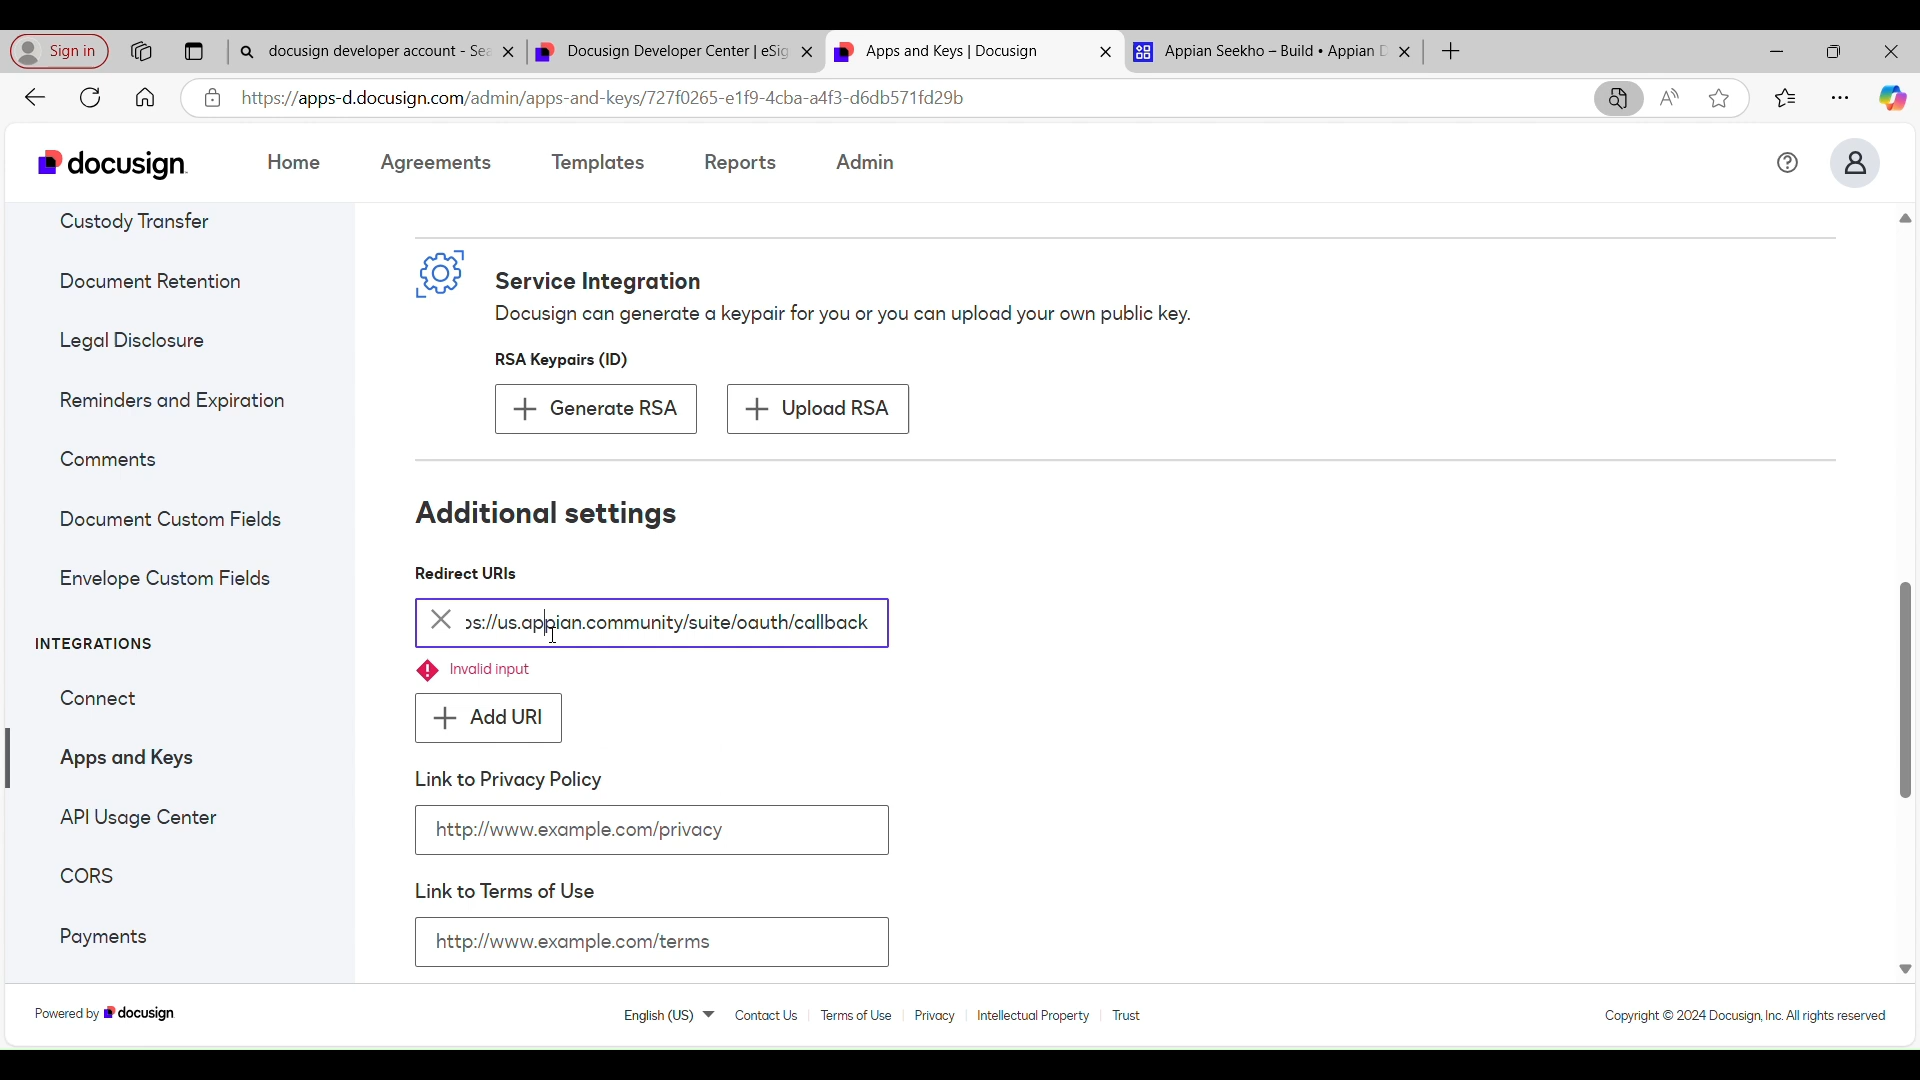 Sign in
docusign developer account - Sea
Docusign Developer Center | eSig
Apps and Keys | Docusign
Appian Seekho – Build • Appian D
https://apps-d.docusign.com/admin/apps-and-keys/727f0265-e1f9-4cba-a4f3-d6db571fd29b
docusign
Home
Agreements
Templates
Reports
Admin
Custody Transfer
Document Retention
Legal Disclosure
Reminders and Expiration
Comments
Document Custom Fields
Envelope Custom Fields
INTEGRATIONS
Connect
Apps and Keys
API Usage Center
CORS
Payments
Service Integration
Docusign can generate a keypair for you or you can upload your own public key.
RSA Keypairs (ID)
Generate RSA
Upload RSA
Additional settings
Redirect URIs
ps://us.appian.community/suite/oauth/callback
Invalid input
Add URI
Link to Privacy Policy
http://www.example.com/privacy
Link to Terms of Use
http://www.example.com/terms
Powered by docusign
English (US)
Contact Us
Terms of Use
Privacy
Intellectual Property
Trust
Copyright © 2024 Docusign, Inc. All rights reserved